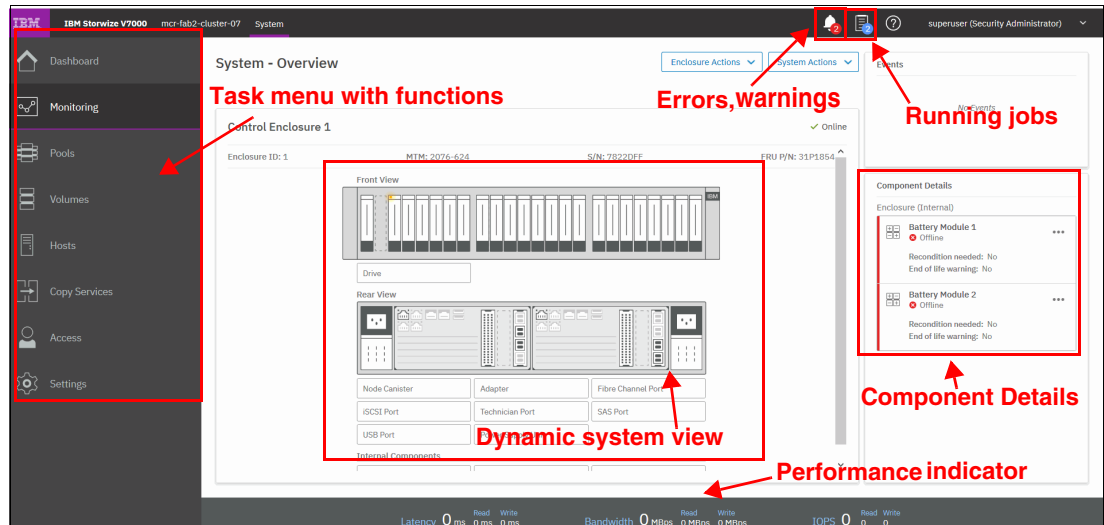 IBM IBM Storwize V7000 mcr-fab2-cluster-07 System 2 2 ? superuser (Security Administrator)
Dashboard
Monitoring
Pools
Volumes
Hosts
Copy Services
Access
Settings
System - Overview
Enclosure Actions System Actions
Task menu with functions
Errors,warnings
Running jobs
Control Enclosure 1
Online
Enclosure ID: 1 MTM: 2076-624 S/N: 7822DFF FRU P/N: 31P1854
Front View
IBM
Drive
Rear View
Node Canister Adapter Fibre Channel Port
iSCSI Port Technician Port SAS Port
USB Port
Dynamic system view
Internal Components
Events
No Events
Component Details
Enclosure (Internal)
Battery Module 1
Offline
Recondition needed: No
End of life warning: No
Battery Module 2
Offline
Recondition needed: No
End of life warning: No
Component Details
Performance indicator
Read Write Read Write Read Write
Latency 0 ms 0 ms 0 ms Bandwidth 0 MBps 0 MBps 0 MBps IOPS 0 0 0